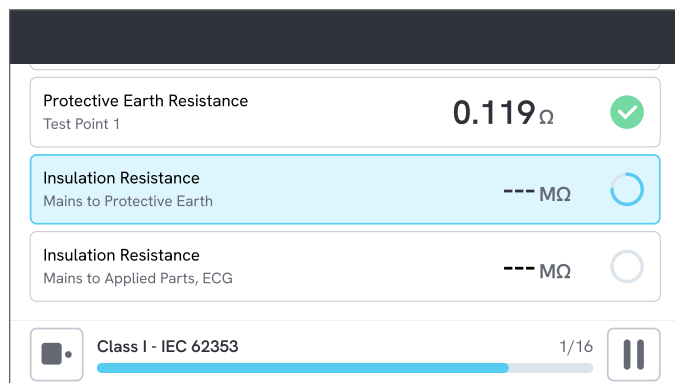 Protective Earth Resistance
Test Point 1
0.119 Ω
Insulation Resistance
Mains to Protective Earth
--- MΩ
Insulation Resistance
Mains to Applied Parts, ECG
--- MΩ
Class I - IEC 62353
1/16